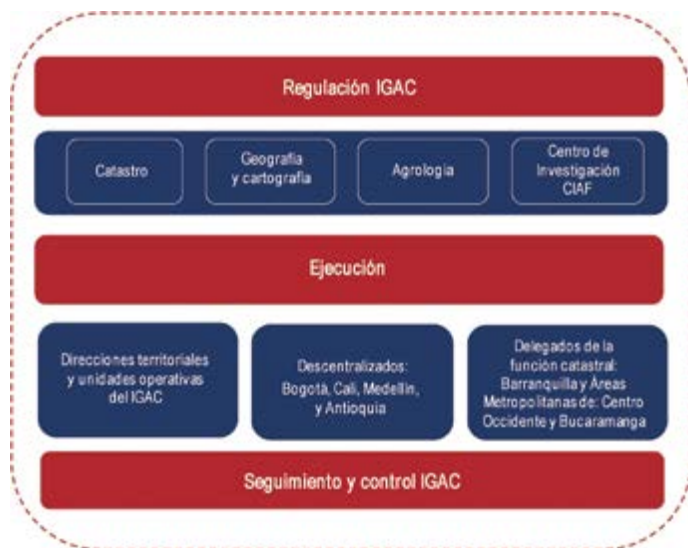 Regulación IGAC
Catastro
Geografía
y cartografía
Agrología
Centro de
Investigación
CIAF
Ejecución
Direcciones territoriales
y unidades operativas
del IGAC
Descentralizados:
Bogotá, Cali, Medellín,
y Antioquia
Delegados de la
función catastral:
Barranquilla y Áreas
Metropolitanas de: Centro
Occidente y Bucaramanga
Seguimiento y control IGAC